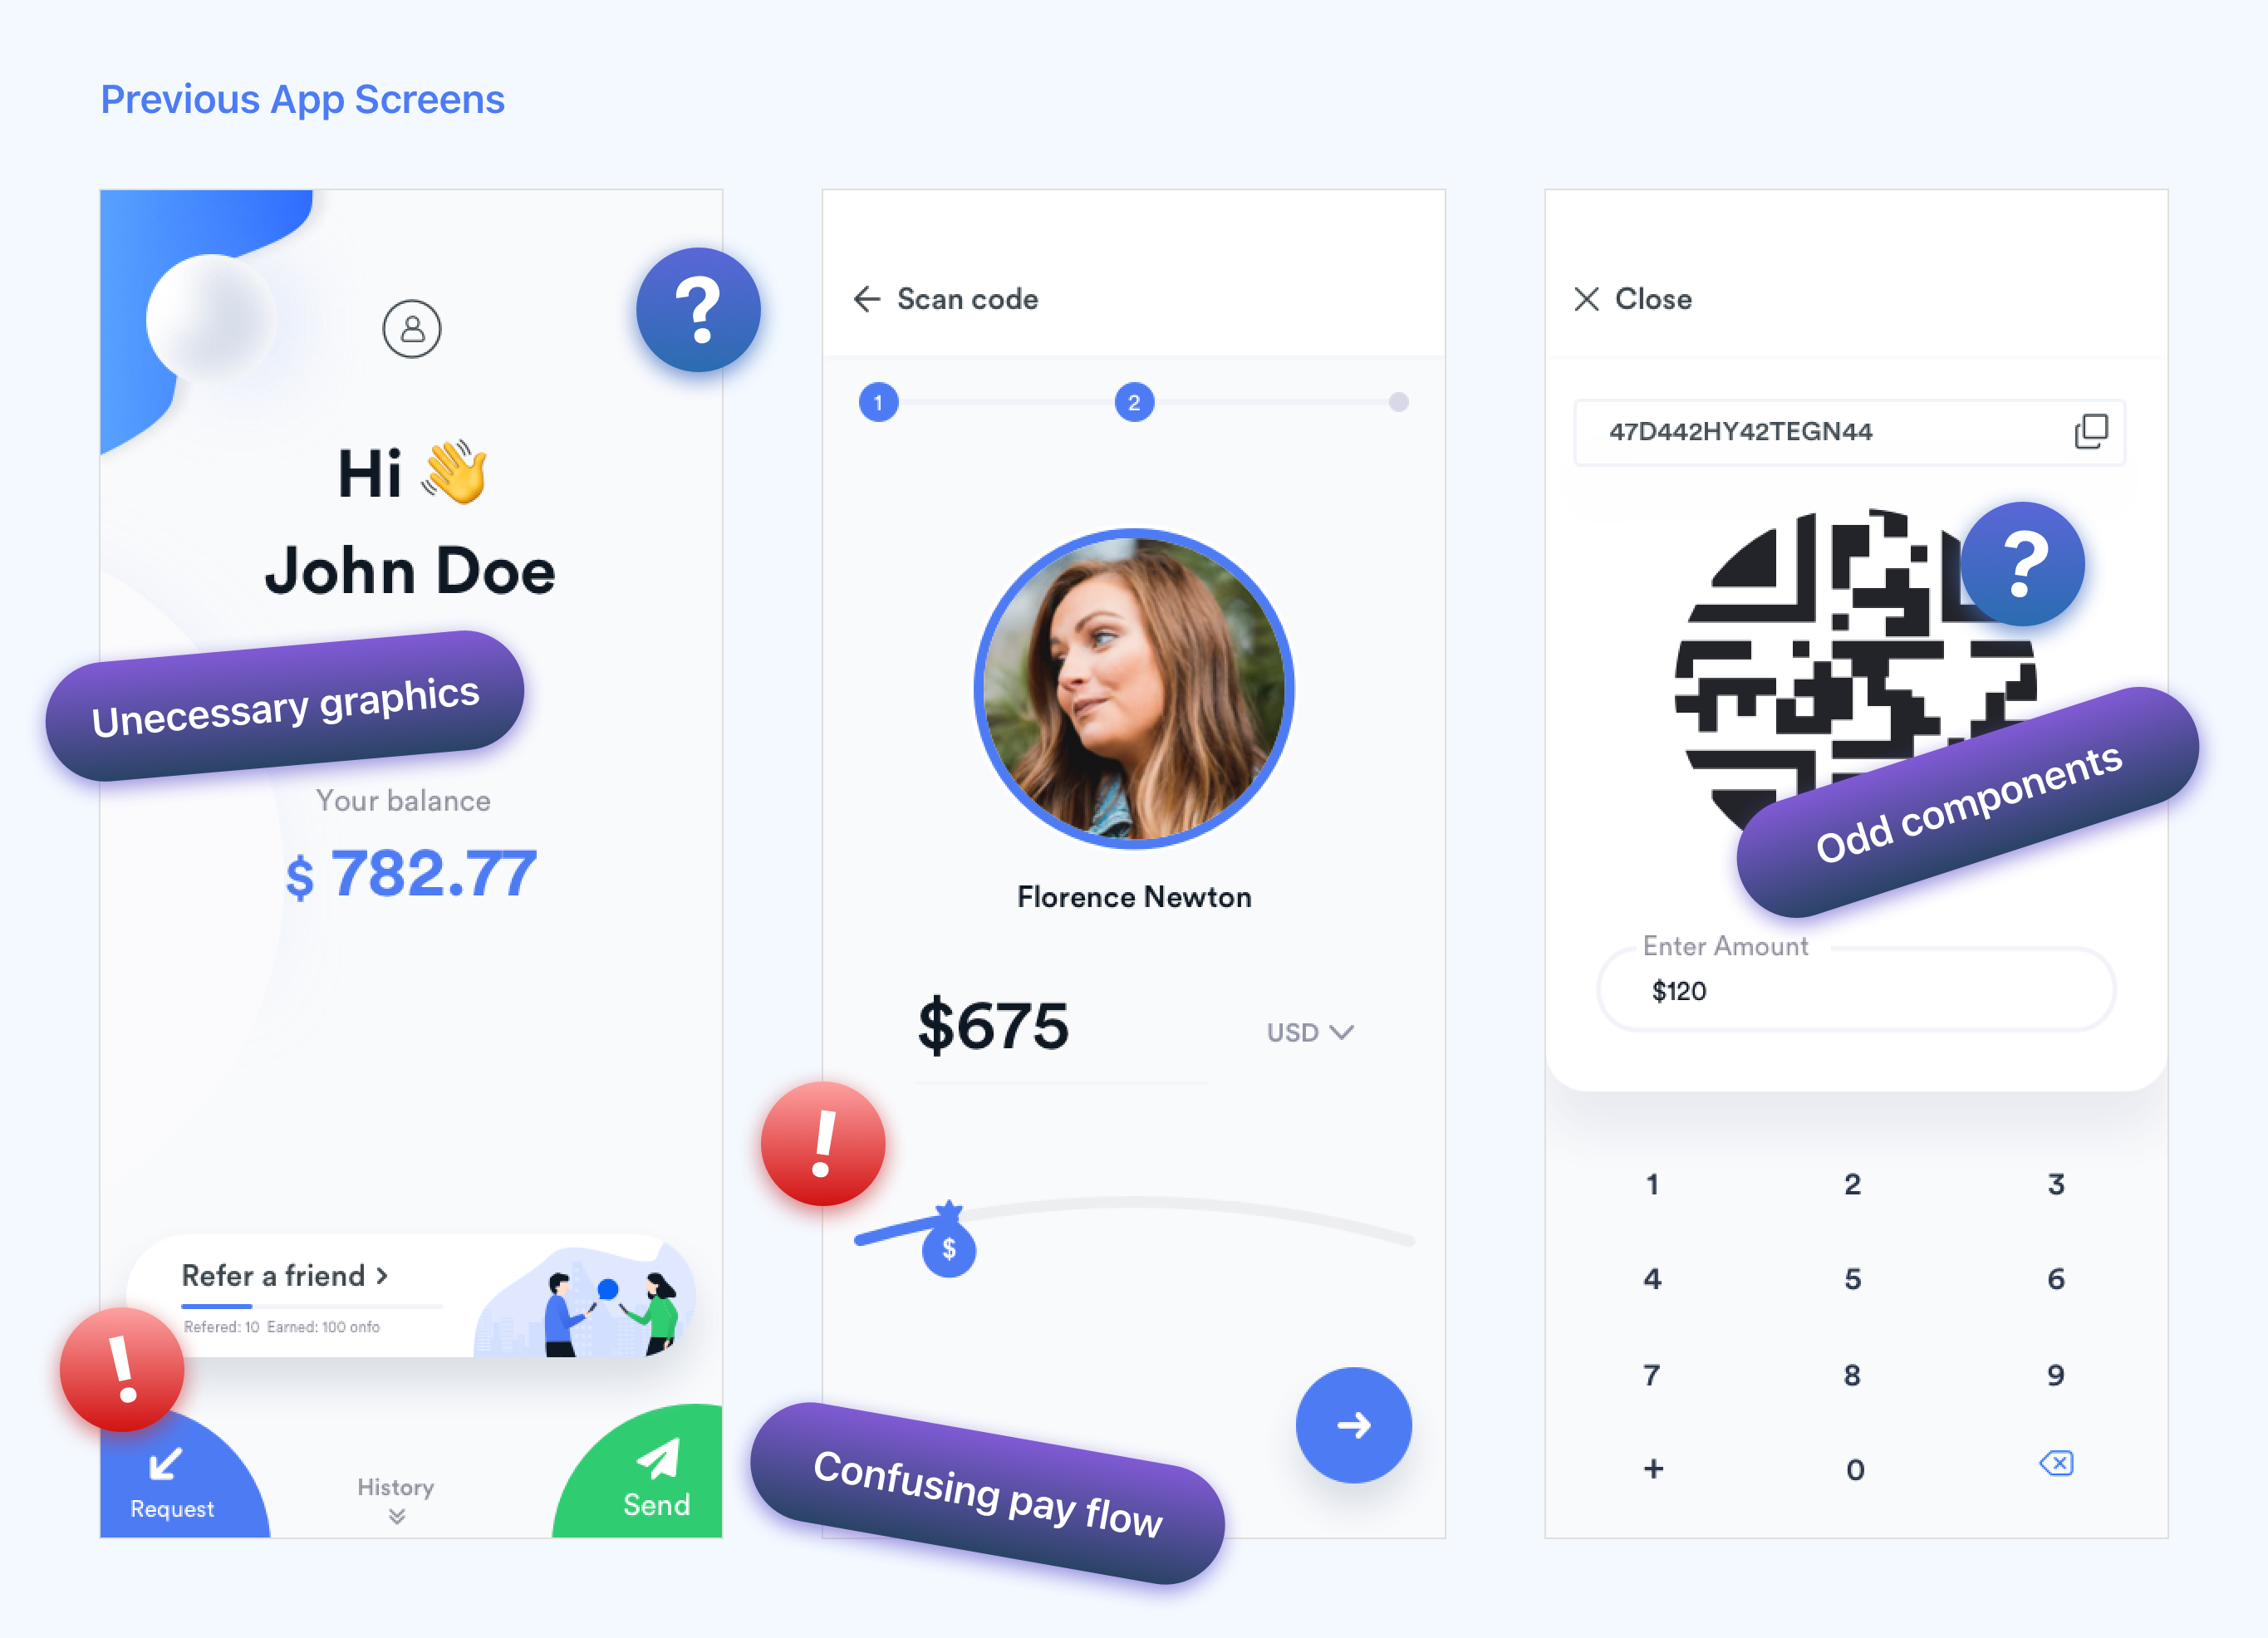 Previous App Screens
?
Hi 👋
John Doe
Unecessary graphics
Your balance
$ 782.77
Refer a friend >
Refered: 10 Earned: 100 onfo
!
Request
History
Send
Scan code
1
2
Florence Newton
$675
USD
!
$
Confusing pay flow
Close
47D442HY42TEGN44
?
Odd components
Enter Amount
$120
1 2 3
4 5 6
7 8 9
+ 0